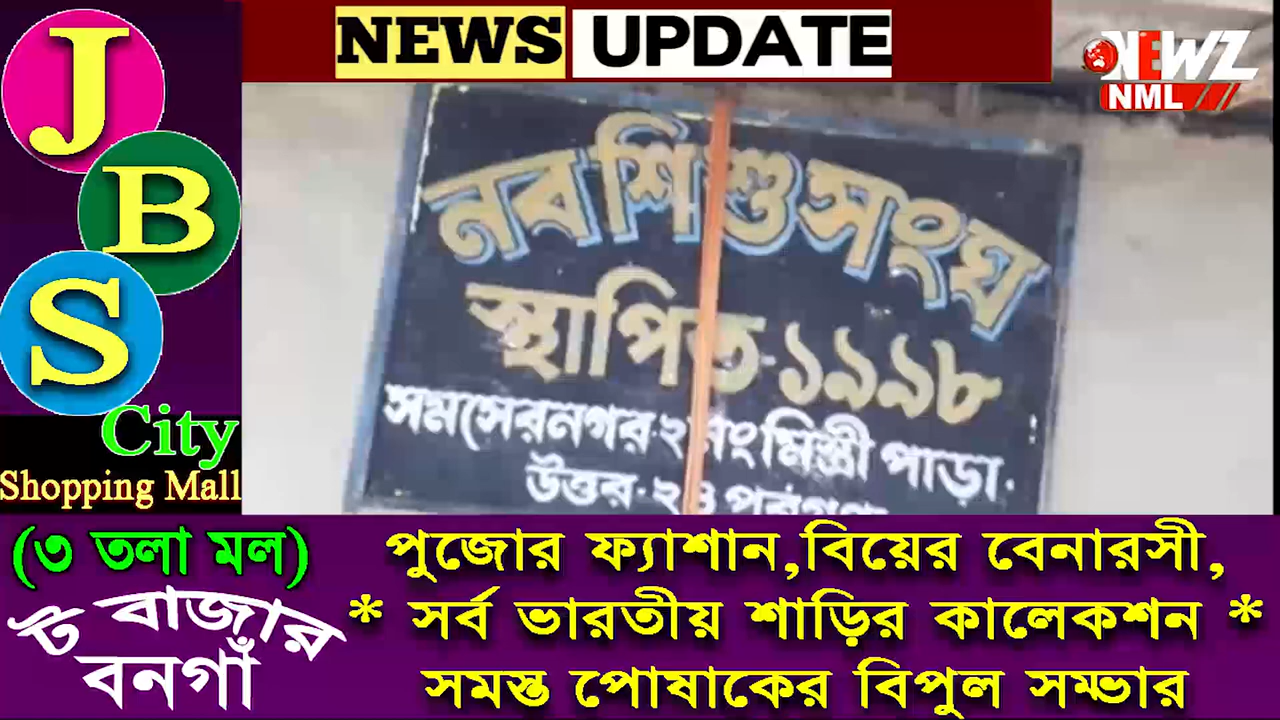 NEWS UPDATE
NEWZ
NML
J
B
S
City
Shopping Mall
নবশিশুসংঘ
স্থাপিত ১৯৯৮
সমসেরনগর ২নং মিস্ত্রী পাড়া
উত্তর ২৪ পরগণা
(৩ তলা মল)
ট বাজার
বনগাঁ
পুজোর ফ্যাশান,বিয়ের বেনারসী,
* সর্ব ভারতীয় শাড়ির কালেকশন *
সমস্ত পোষাকের বিপুল সম্ভার